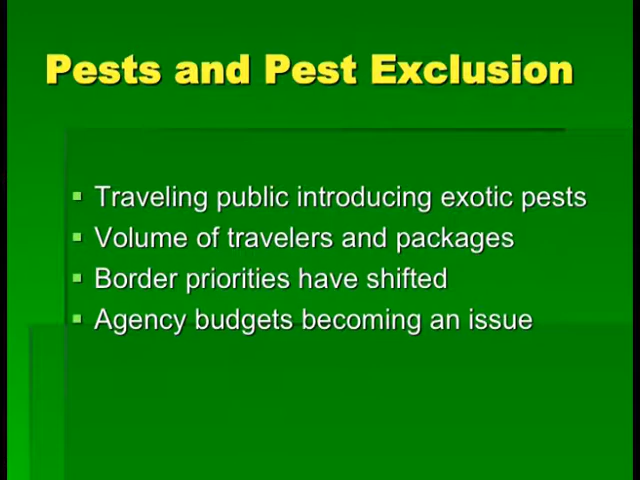 Pests and Pest Exclusion
Traveling public introducing exotic pests
Volume of travelers and packages
Border priorities have shifted
Agency budgets becoming an issue